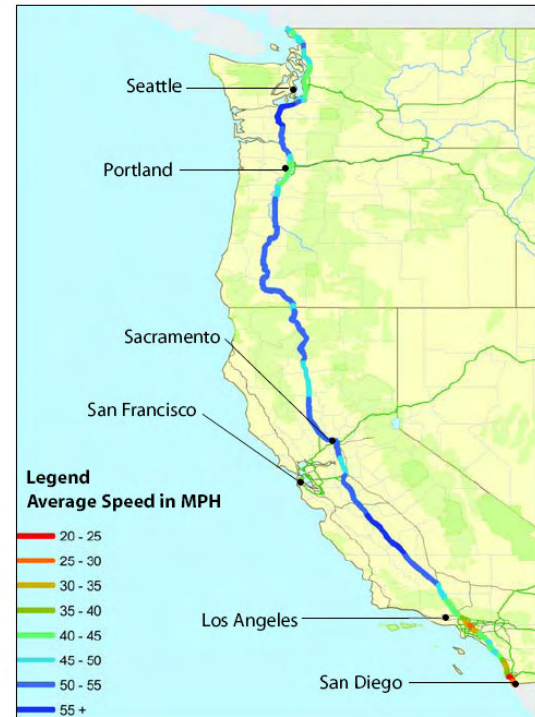 Seattle
Portland
Sacramento
San Francisco
Legend
Average Speed in MPH
20 - 25
25 - 30
30 - 35
35 - 40
40 - 45
45 - 50
50 - 55
55 +
Los Angeles
San Diego